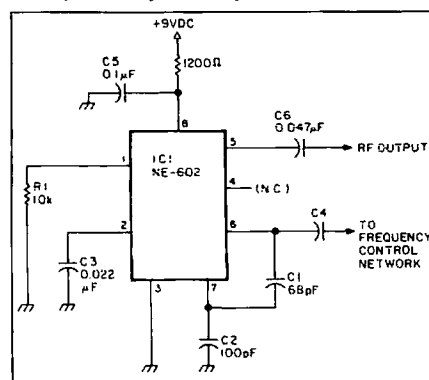 +9VDC
C5
0.1µF
1200Ω
8
C6
0.047µF
5
RF OUTPUT
1
IC1
NE-602
4
(NC)
R1
10k
6
C4
TO
FREQUENCY
CONTROL
NETWORK
2
C3
0.022
µF
3
7
C1
68pF
C2
100pF